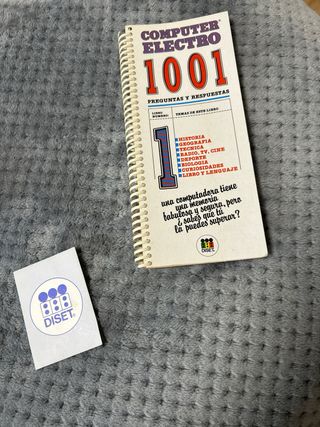 COMPUTER
ELECTRO
1001
PREGUNTAS Y RESPUESTAS
LIBRO NUMERO:
TEMAS DE ESTE LIBRO
1
HISTORIA
GEOGRAFIA
TECNICA
RADIO, TV, CINE
DEPORTE
BIOLOGIA
CURIOSIDADES
LIBRO Y LENGUAJE
una computadora tiene
una memoria
fabulosa y segura, pero
¿ sabes que tú
la puedes superar?
DISET
DISET